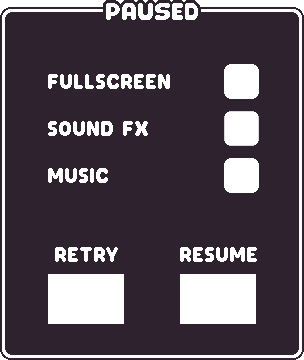 PAUSED
FULLSCREEN
SOUND FX
MUSIC
RETRY RESUME